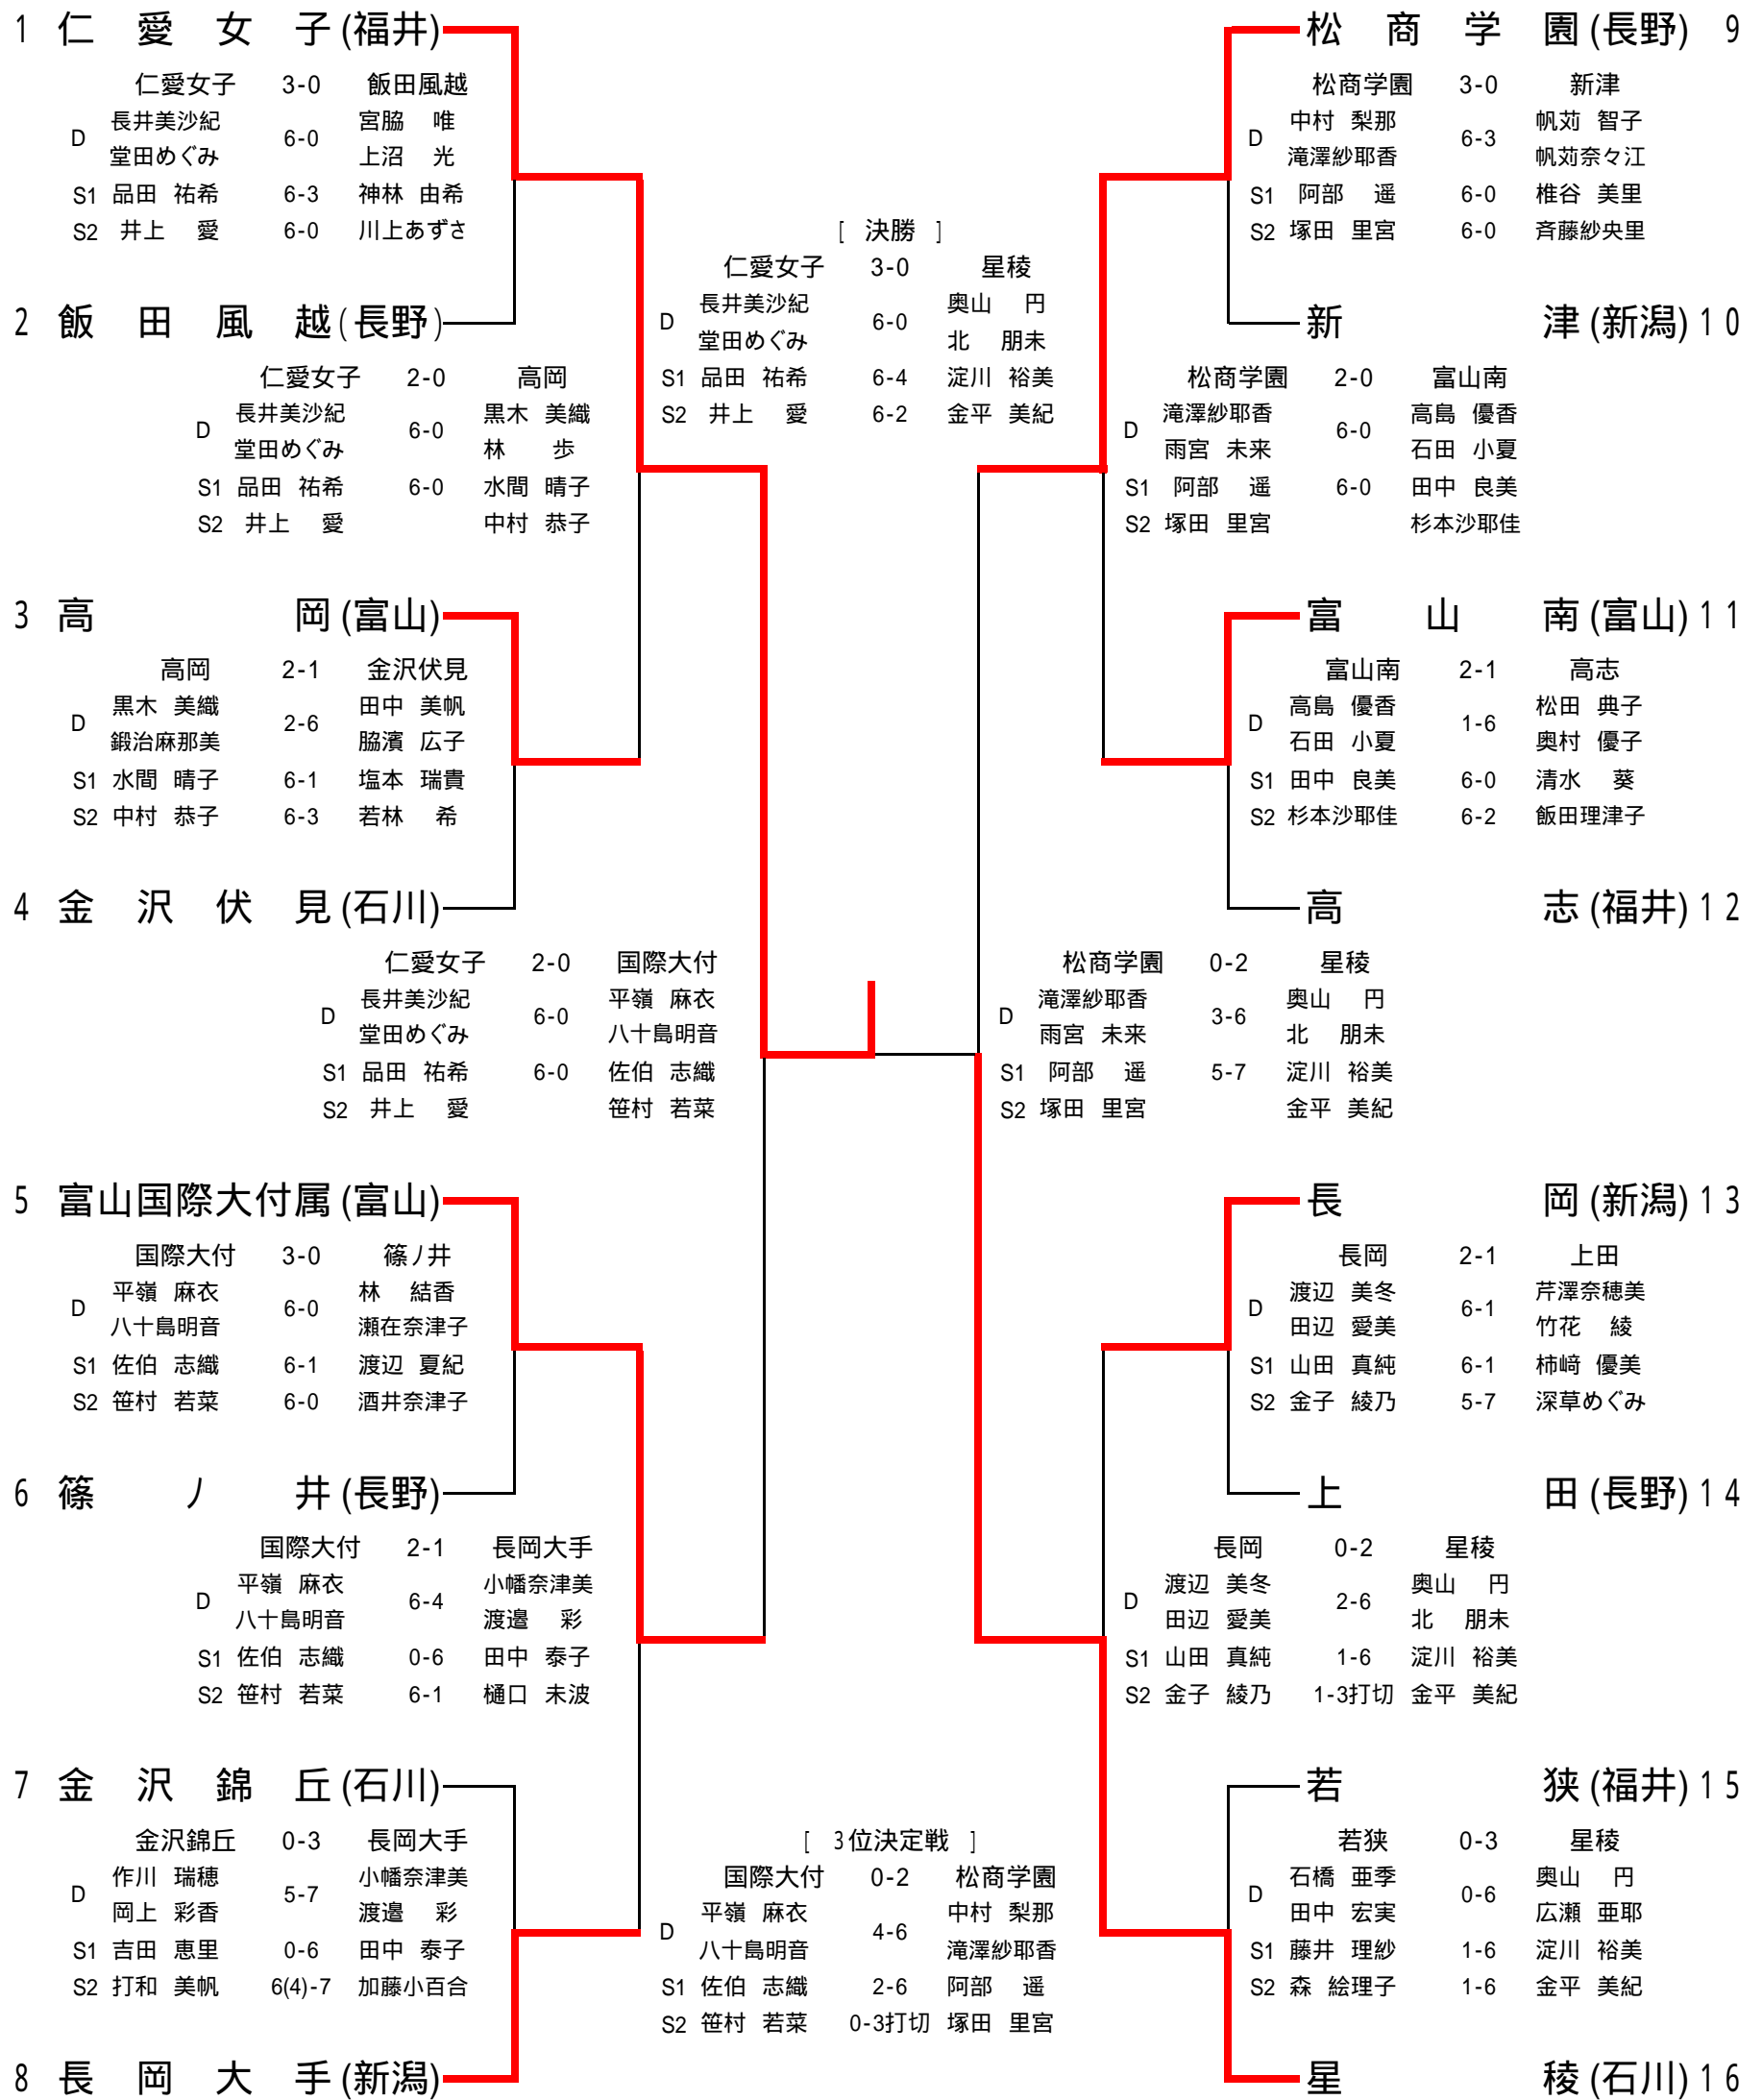 1 仁愛女子(福井)
仁愛女子 3-0 飯田風越
D 長井美沙紀 堂田めぐみ 6-0 宮脇 唯 上沼 光
S1 品田 祐希 6-3 神林 由希
S2 井上 愛 6-0 川上あずさ
2 飯田風越(長野)
仁愛女子 2-0 高岡
D 長井美沙紀 堂田めぐみ 6-0 黒木 美織 林 歩
S1 品田 祐希 6-0 水間 晴子
S2 井上 愛 中村 恭子
3 高岡(富山)
高岡 2-1 金沢伏見
D 黒木 美織 鍛治麻那美 2-6 田中 美帆 脇濱 広子
S1 水間 晴子 6-1 塩本 瑞貴
S2 中村 恭子 6-3 若林 希
4 金沢伏見(石川)
仁愛女子 2-0 国際大付
D 長井美沙紀 堂田めぐみ 6-0 平嶺 麻衣 八十島明音
S1 品田 祐希 6-0 佐伯 志織
S2 井上 愛 笹村 若菜
5 富山国際大付属(富山)
国際大付 3-0 篠ノ井
D 平嶺 麻衣 八十島明音 6-0 林 結香 瀬在奈津子
S1 佐伯 志織 6-1 渡辺 夏紀
S2 笹村 若菜 6-0 酒井奈津子
6 篠ノ井(長野)
国際大付 2-1 長岡大手
D 平嶺 麻衣 八十島明音 6-4 小幡奈津美 渡邉 彩
S1 佐伯 志織 0-6 田中 泰子
S2 笹村 若菜 6-1 樋口 未波
7 金沢錦丘(石川)
金沢錦丘 0-3 長岡大手
D 作川 瑞穂 岡上 彩香 5-7 小幡奈津美 渡邉 彩
S1 吉田 恵里 0-6 田中 泰子
S2 打和 美帆 6(4)-7 加藤小百合
8 長岡大手(新潟)
[ 決勝 ]
仁愛女子 3-0 星稜
D 長井美沙紀 堂田めぐみ 6-0 奥山 円 北 朋未
S1 品田 祐希 6-4 淀川 裕美
S2 井上 愛 6-2 金平 美紀
[ 3位決定戦 ]
国際大付 0-2 松商学園
D 平嶺 麻衣 八十島明音 4-6 中村 梨那 滝澤紗耶香
S1 佐伯 志織 2-6 阿部 遥
S2 笹村 若菜 0-3打切 塚田 里宮
松商学園(長野) 9
松商学園 3-0 新津
D 中村 梨那 滝澤紗耶香 6-3 帆苅 智子 帆苅奈々江
S1 阿部 遥 6-0 椎谷 美里
S2 塚田 里宮 6-0 斉藤紗央里
新津(新潟) 10
松商学園 2-0 富山南
D 滝澤紗耶香 雨宮 未来 6-0 高島 優香 石田 小夏
S1 阿部 遥 6-0 田中 良美
S2 塚田 里宮 杉本沙耶佳
富山南(富山) 11
富山南 2-1 高志
D 高島 優香 石田 小夏 1-6 松田 典子 奥村 優子
S1 田中 良美 6-0 清水 葵
S2 杉本沙耶佳 6-2 飯田理津子
高志(福井) 12
松商学園 0-2 星稜
D 滝澤紗耶香 雨宮 未来 3-6 奥山 円 北 朋未
S1 阿部 遥 5-7 淀川 裕美
S2 塚田 里宮 金平 美紀
長岡(新潟) 13
長岡 2-1 上田
D 渡辺 美冬 田辺 愛美 6-1 芹澤奈穂美 竹花 綾
S1 山田 真純 6-1 柿﨑 優美
S2 金子 綾乃 5-7 深草めぐみ
上田(長野) 14
長岡 0-2 星稜
D 渡辺 美冬 田辺 愛美 2-6 奥山 円 北 朋未
S1 山田 真純 1-6 淀川 裕美
S2 金子 綾乃 1-3打切 金平 美紀
若狭(福井) 15
若狭 0-3 星稜
D 石橋 亜季 田中 宏実 0-6 奥山 円 広瀬 亜耶
S1 藤井 理紗 1-6 淀川 裕美
S2 森 絵理子 1-6 金平 美紀
星稜(石川) 16